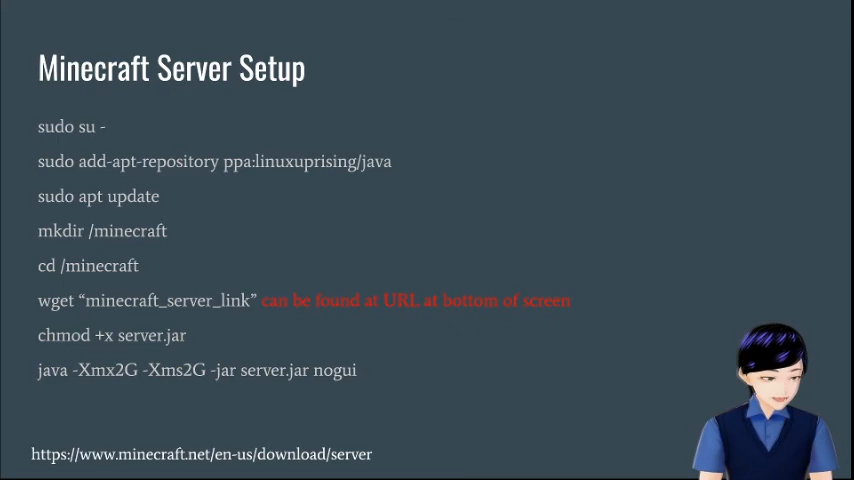 Minecraft Server Setup
sudo su -
sudo add-apt-repository ppa:linuxuprising/java
sudo apt update
mkdir /minecraft
cd /minecraft
wget “minecraft_server_link” can be found at URL at bottom of screen
chmod +x server.jar
java -Xmx2G -Xms2G -jar server.jar nogui
https://www.minecraft.net/en-us/download/server